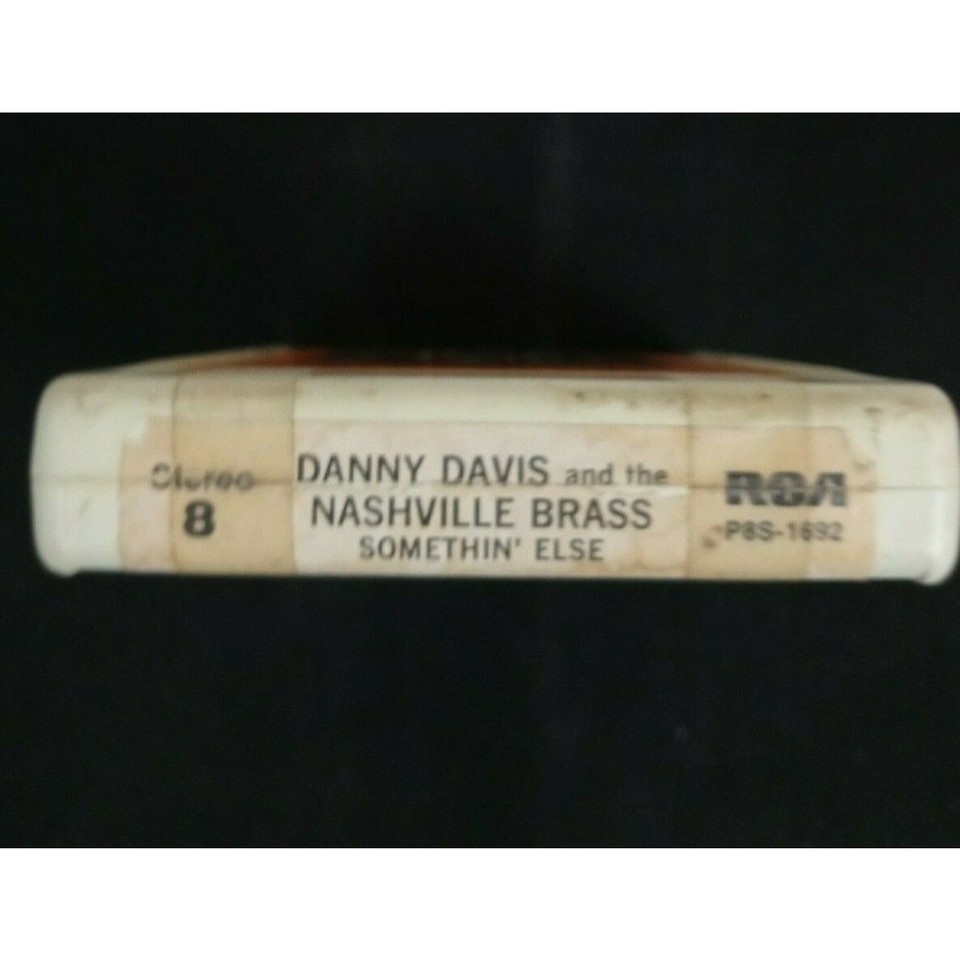 Stereo
8
DANNY DAVIS and the
NASHVILLE BRASS
SOMETHIN' ELSE
RCA
P8S-1692